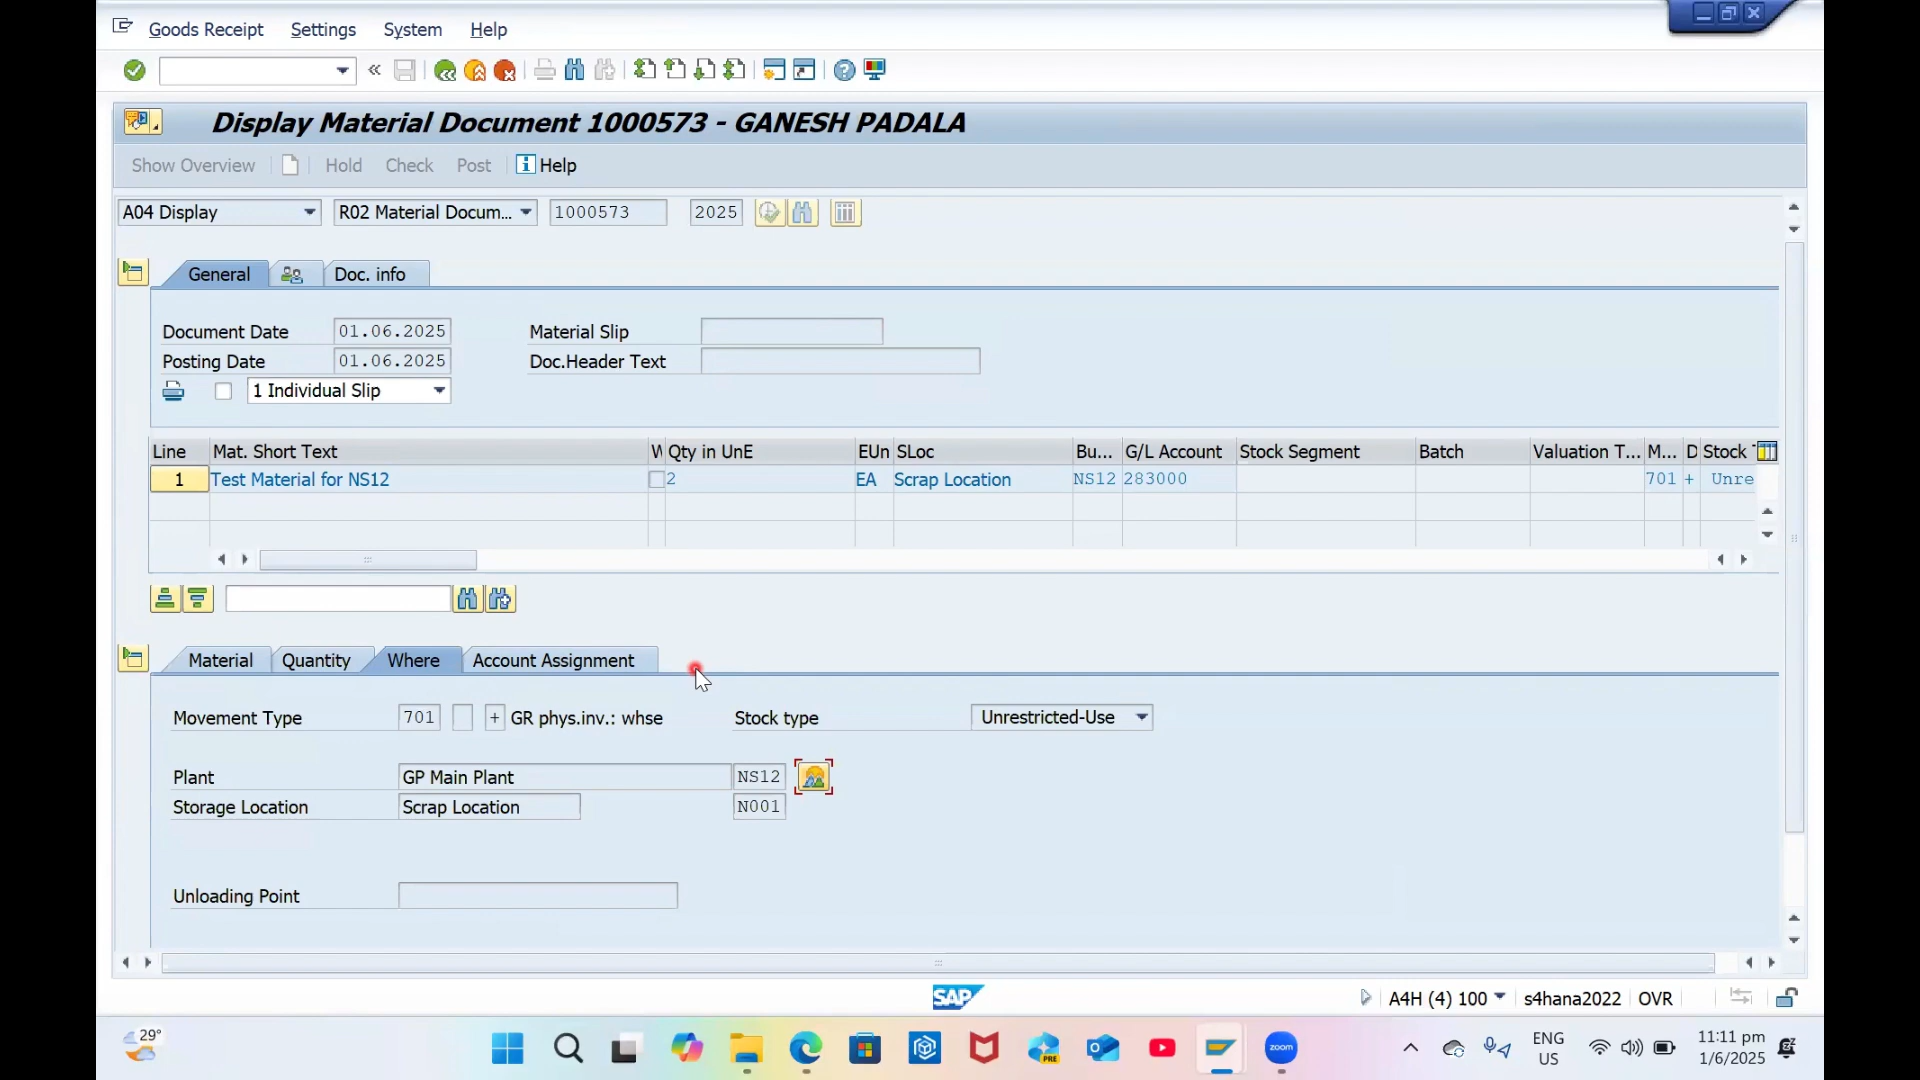 Goods Receipt Settings System Help
Display Material Document 1000573 - GANESH PADALA
Show Overview Hold Check Post Help
A04 Display R02 Material Docum... 1000573 2025
General Doc. info
Document Date 01.06.2025 Material Slip
Posting Date 01.06.2025 Doc.Header Text
1 Individual Slip
Line Mat. Short Text W Qty in UnE EUn SLoc Bu... G/L Account Stock Segment Batch Valuation T... M... D Stock
1 Test Material for NS12 2 EA Scrap Location NS12 283000 701 + Unre
Material Quantity Where Account Assignment
Movement Type 701 + GR phys.inv.: whse Stock type Unrestricted-Use
Plant GP Main Plant NS12
Storage Location Scrap Location N001
Unloading Point
SAP A4H (4) 100 s4hana2022 OVR
29° PRE zoom ENG US 11:11 pm
1/6/2025